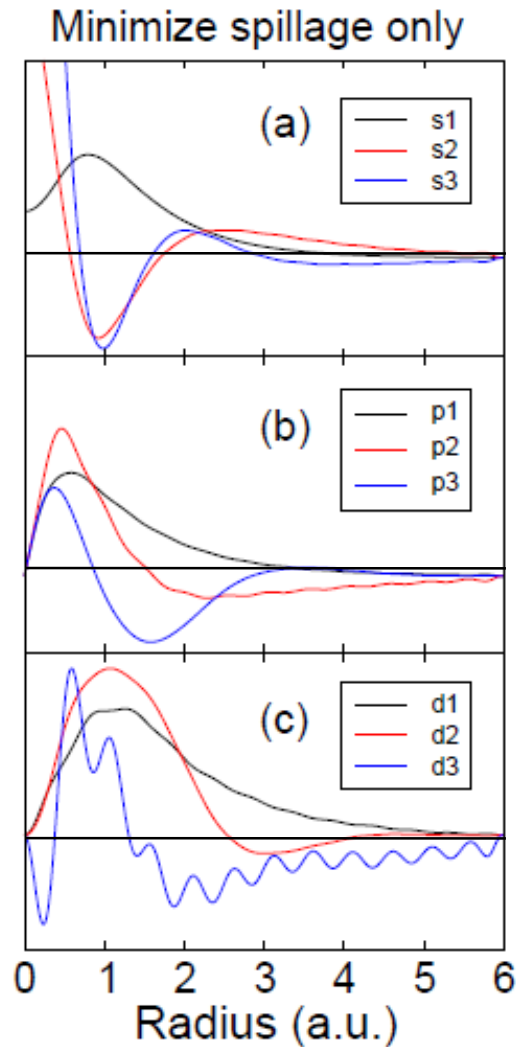 Minimize spillage only
(a)
s1
s2
s3
(b)
p1
p2
p3
(c)
d1
d2
d3
0 1 2 3 4 5 6
Radius (a.u.)